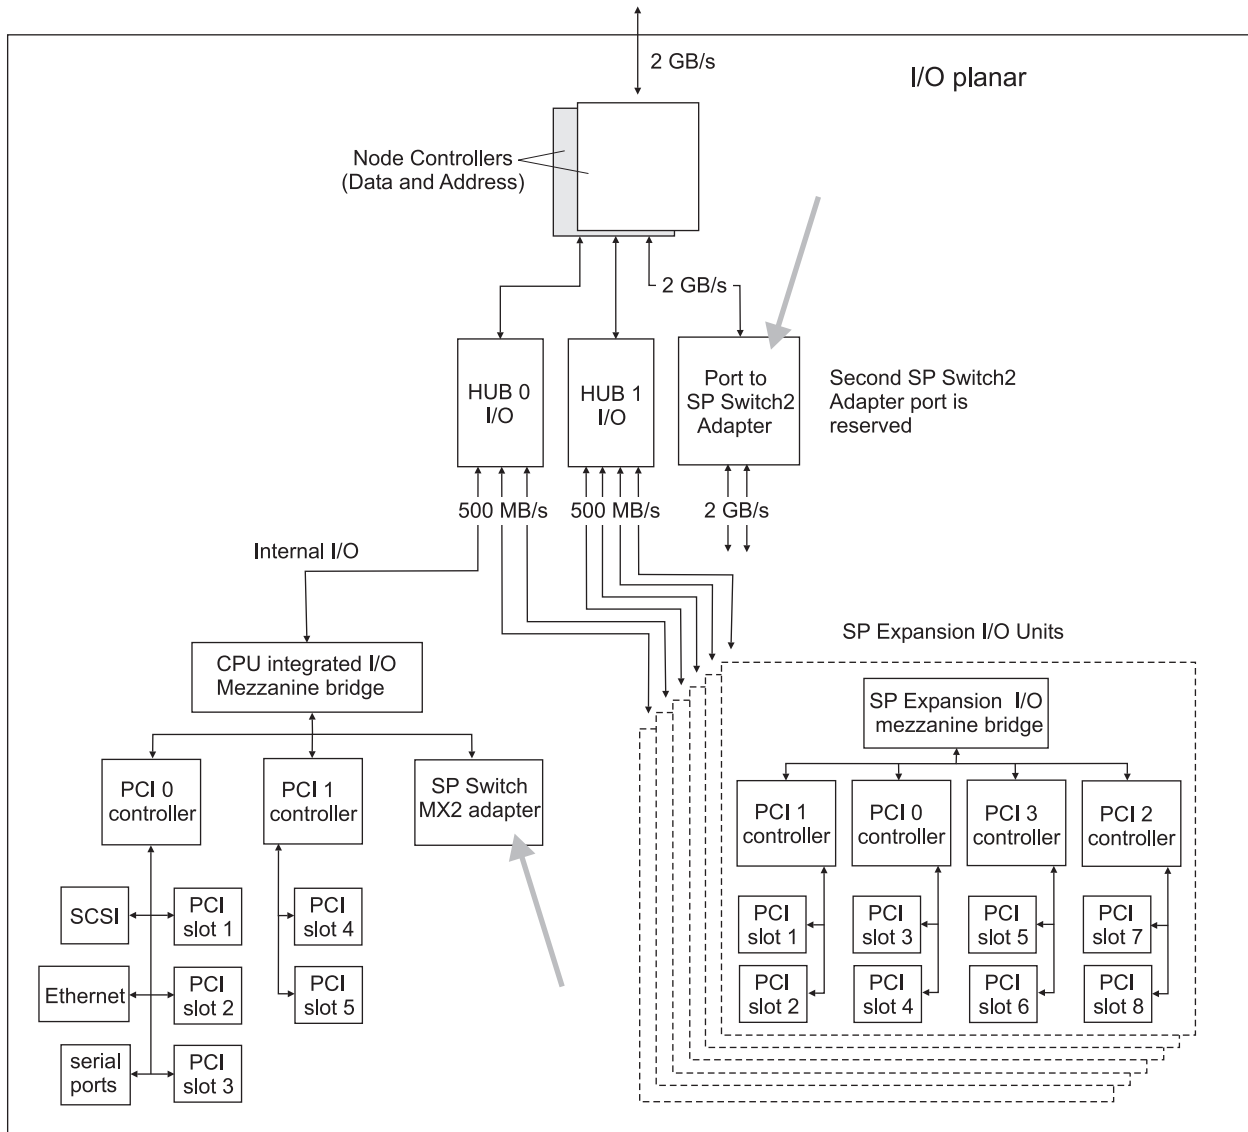 2 GB/s
I/O planar
Node Controllers
(Data and Address)
2 GB/s
HUB 0
I/O
HUB 1
I/O
Port to
SP Switch2
Adapter
Second SP Switch2
Adapter port is
reserved
500 MB/s
500 MB/s
2 GB/s
Internal I/O
CPU integrated I/O
Mezzanine bridge
PCI 0
controller
PCI 1
controller
SP Switch
MX2 adapter
SCSI
PCI
slot 1
PCI
slot 4
Ethernet
PCI
slot 2
PCI
slot 5
serial
ports
PCI
slot 3
SP Expansion I/O Units
SP Expansion I/O
mezzanine bridge
PCI 1
controller
PCI 0
controller
PCI 3
controller
PCI 2
controller
PCI
slot 1
PCI
slot 3
PCI
slot 5
PCI
slot 7
PCI
slot 2
PCI
slot 4
PCI
slot 6
PCI
slot 8